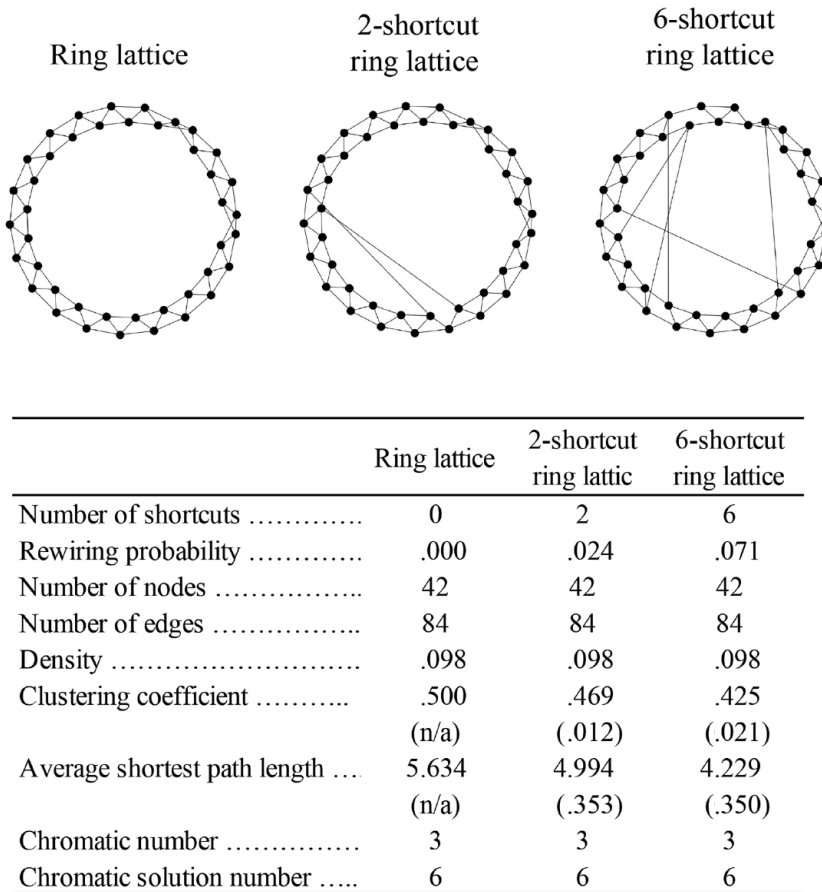 Ring lattice
2-shortcut
ring lattice
6-shortcut
ring lattice
Ring lattice
2-shortcut
ring lattic
6-shortcut
ring lattice
Number of shortcuts ………….. 0 2 6
Rewiring probability ………….. .000 .024 .071
Number of nodes ……………….. 42 42 42
Number of edges ……………….. 84 84 84
Density …………………………. .098 .098 .098
Clustering coefficient ……….. .500 .469 .425
(n/a) (.012) (.021)
Average shortest path length …. 5.634 4.994 4.229
(n/a) (.353) (.350)
Chromatic number …………….. 3 3 3
Chromatic solution number ….. 6 6 6